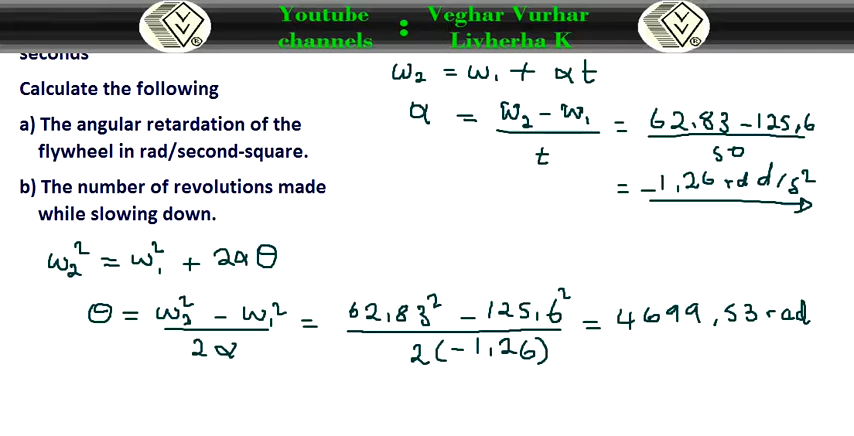 Youtube channels : Veghar Vurhar Livherha K
seconds
Calculate the following
a) The angular retardation of the
flywheel in rad/second-square.
b) The number of revolutions made
while slowing down.
ω₂ = ω₁ + αt
α = (ω₂ - ω₁)/t = (62,83 - 125,6)/50
= -1,26 rad/s²
ω₂² = ω₁² + 2αθ
θ = (ω₂² - ω₁²)/2α = (62,83² - 125,6²)/2(-1,26) = 4699,53 rad